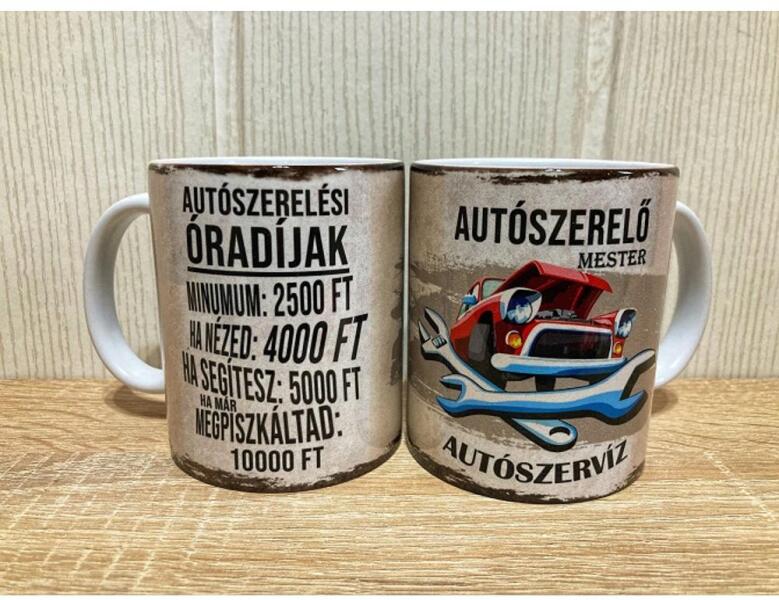 AUTÓSZERELÉSI
ÓRADÍJAK
MINUMUM: 2500 FT
HA NÉZED: 4000 FT
HA SEGÍTESZ: 5000 FT
HA MÁR
MEGPISZKÁLTAD:
10000 FT
AUTÓSZERELŐ
MESTER
AUTÓSZERVÍZ